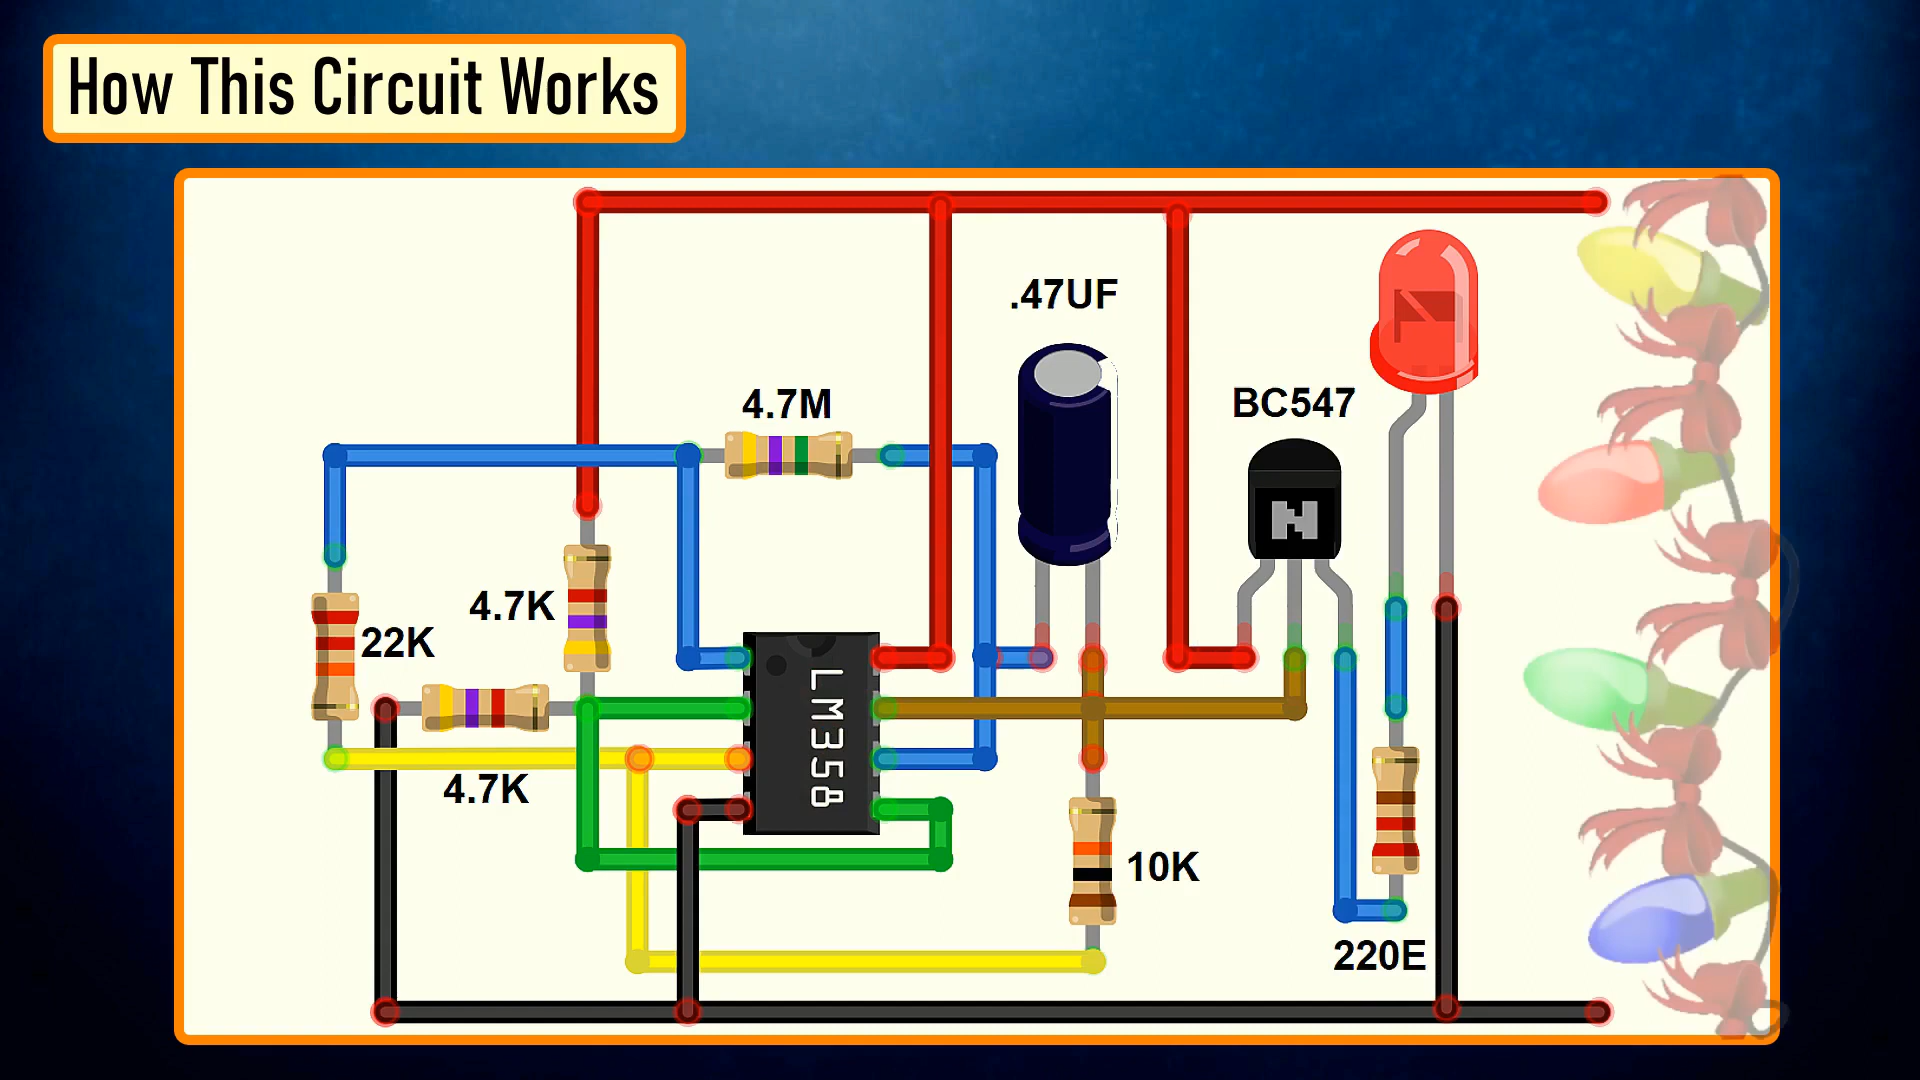 How This Circuit Works
.47UF
4.7M
BC547
4.7K
22K
LM358
4.7K
10K
220E